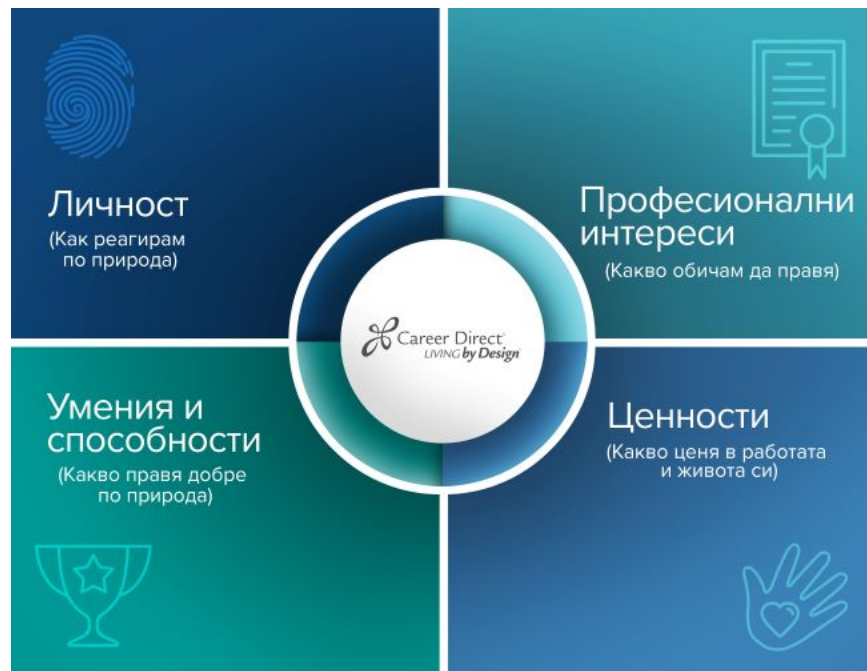 Личност
(Как реагирам
по природа)
Професионални
интереси
(Какво обичам да правя)
Career Direct
LIVING by Design
Умения и
способности
(Какво правя добре
по природа)
Ценности
(Какво ценя в работата
и живота си)